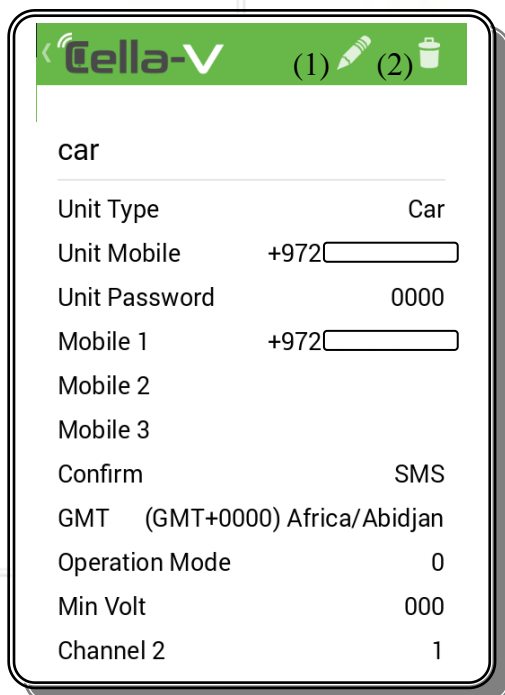 Cella-V (1) (2)
car
Unit Type Car
Unit Mobile +972
Unit Password 0000
Mobile 1 +972
Mobile 2
Mobile 3
Confirm SMS
GMT (GMT+0000) Africa/Abidjan
Operation Mode 0
Min Volt 000
Channel 2 1